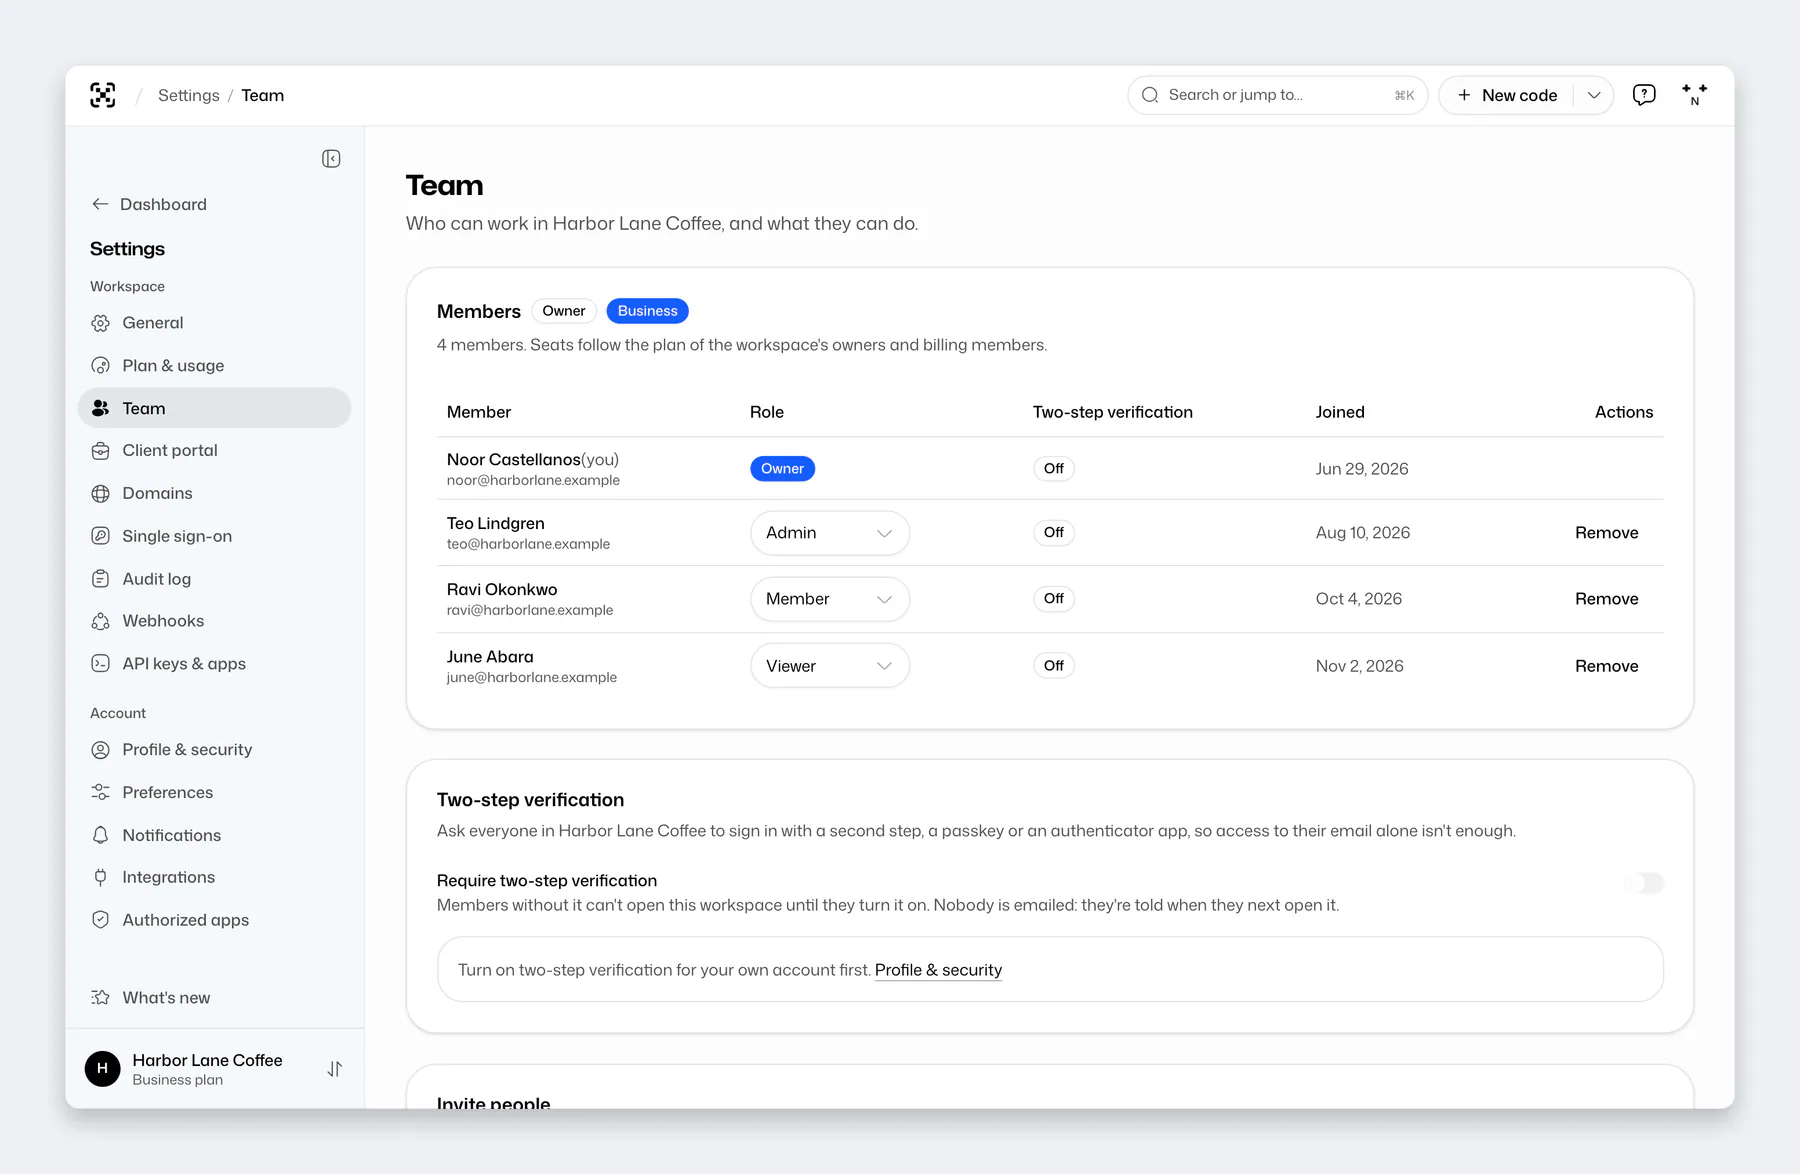 Settings / Team
Search or jump to...
⌘K
New code
N
Dashboard
Settings
Workspace
General
Plan & usage
Team
Client portal
Domains
Single sign-on
Audit log
Webhooks
API keys & apps
Account
Profile & security
Preferences
Notifications
Integrations
Authorized apps
What's new
H
Harbor Lane Coffee
Business plan
Team
Who can work in Harbor Lane Coffee, and what they can do.
Members Owner Business
4 members. Seats follow the plan of the workspace's owners and billing members.
Member Role Two-step verification Joined Actions
Noor Castellanos(you)
noor@harborlane.example
Owner Off Jun 29, 2026
Teo Lindgren
teo@harborlane.example
Admin Off Aug 10, 2026 Remove
Ravi Okonkwo
ravi@harborlane.example
Member Off Oct 4, 2026 Remove
June Abara
june@harborlane.example
Viewer Off Nov 2, 2026 Remove
Two-step verification
Ask everyone in Harbor Lane Coffee to sign in with a second step, a passkey or an authenticator app, so access to their email alone isn't enough.
Require two-step verification
Members without it can't open this workspace until they turn it on. Nobody is emailed: they're told when they next open it.
Turn on two-step verification for your own account first. Profile & security
Invite people